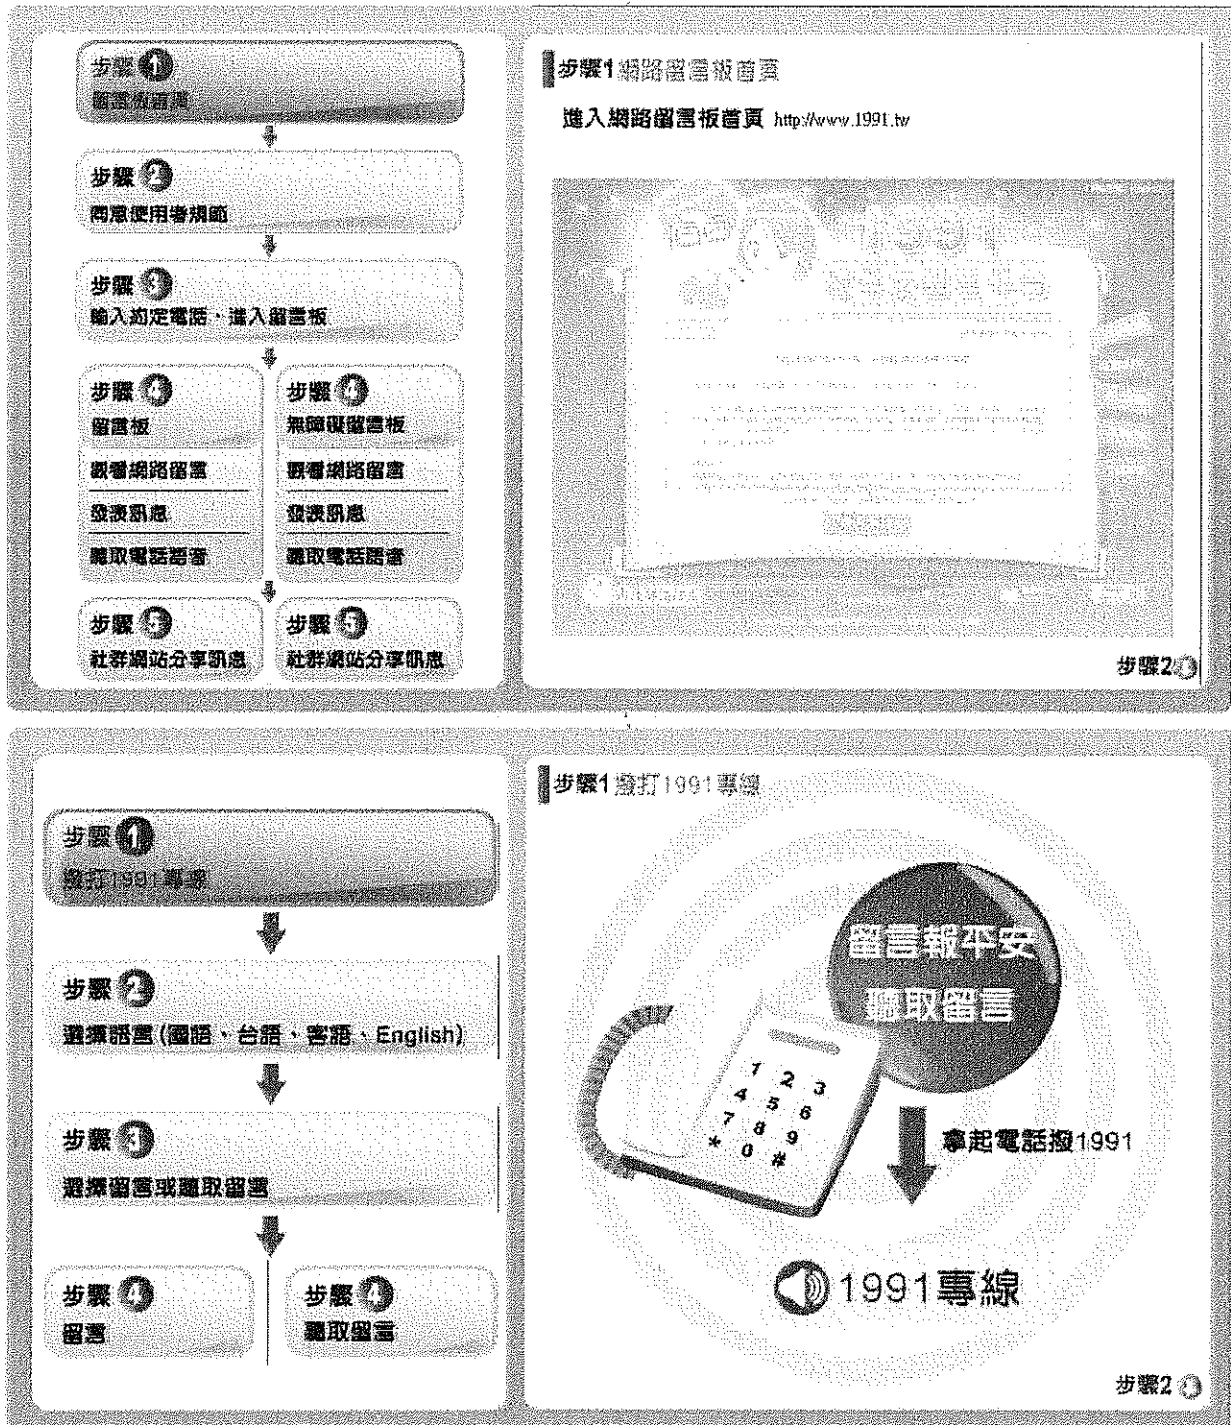 步驟 1
留言板首頁
步驟 2
同意使用者規範
步驟 3
輸入約定電話、進入留言板
步驟 4
留言板
觀看網路留言
發表訊息
聽取電話語音
步驟 4
無障礙留言板
觀看網路留言
發表訊息
聽取電話語音
步驟 5
社群網站分享訊息
步驟 5
社群網站分享訊息
步驟1 網路留言板首頁
進入網路留言板首頁 http://www.1991.tw
1991
步驟2
步驟 1
撥打1991專線
步驟 2
選擇語言(國語、台語、客語、English)
步驟 3
選擇留言或聽取留言
步驟 4
留言
步驟 4
聽取留言
步驟1 撥打1991專線
留言報平安
聽取留言
1 2 3
4 5 6
7 8 9
* 0 #
拿起電話撥1991
1991專線
步驟2